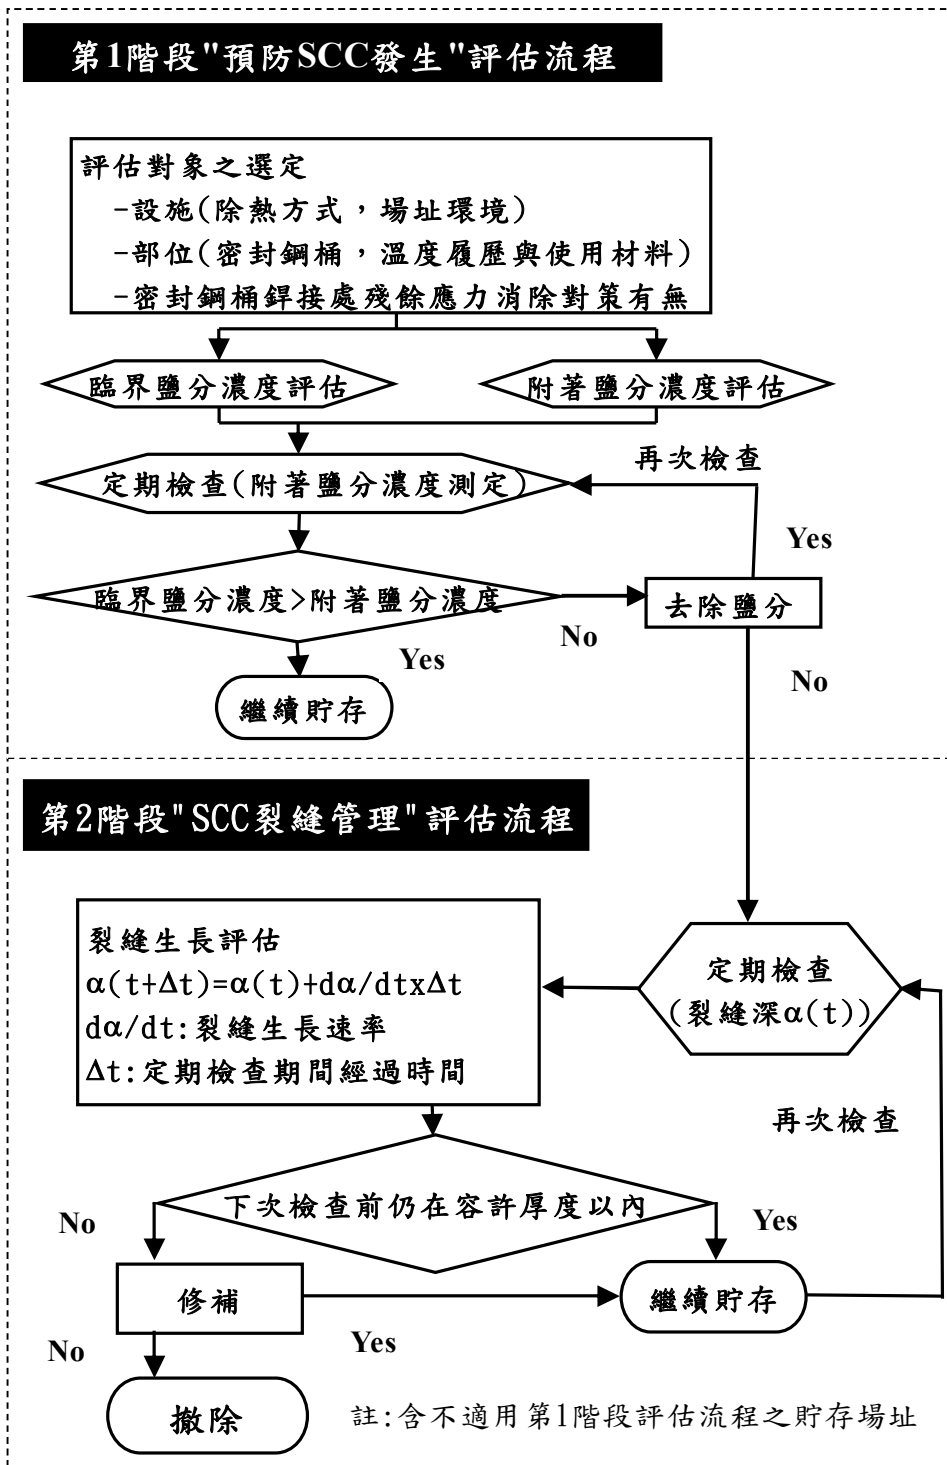 第1階段"預防SCC發生"評估流程
評估對象之選定
-設施(除熱方式，場址環境)
-部位(密封鋼桶，溫度履歷與使用材料)
-密封鋼桶銲接處殘餘應力消除對策有無
臨界鹽分濃度評估
附著鹽分濃度評估
再次檢查
定期檢查(附著鹽分濃度測定)
Yes
臨界鹽分濃度>附著鹽分濃度
去除鹽分
No
Yes
No
繼續貯存
第2階段"SCC裂縫管理"評估流程
裂縫生長評估
α(t+Δt)=α(t)+dα/dtxΔt
dα/dt:裂縫生長速率
Δt:定期檢查期間經過時間
定期檢查
(裂縫深α(t))
再次檢查
下次檢查前仍在容許厚度以內
No
Yes
修補
繼續貯存
No
Yes
撤除
註:含不適用第1階段評估流程之貯存場址